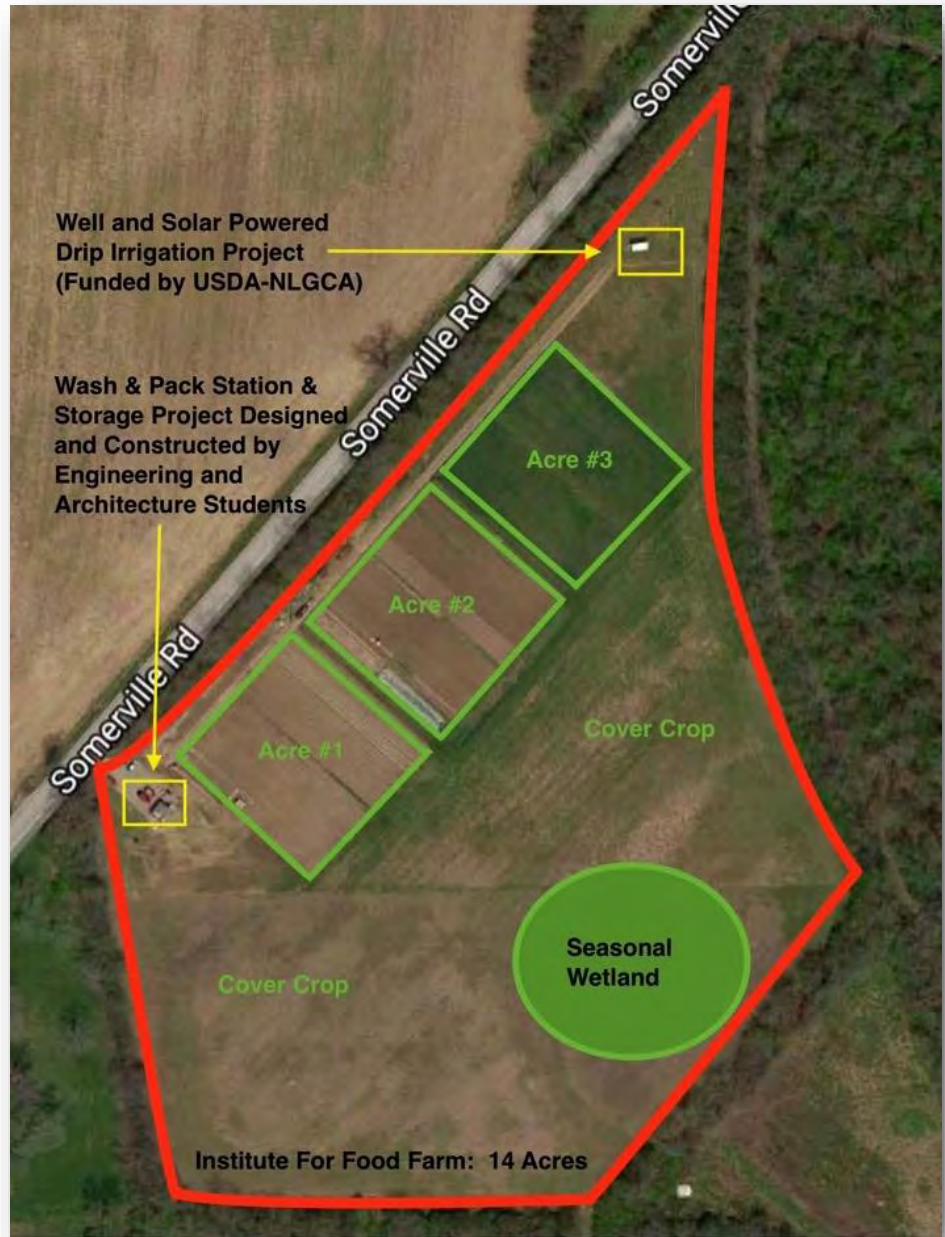 Somerville
Well and Solar Powered
Drip Irrigation Project
(Funded by USDA-NLGCA)
Somerville Rd
Wash & Pack Station &
Storage Project Designed
and Constructed by
Engineering and
Architecture Students
Acre #3
Acre #2
Somerville Rd
Acre #1
Cover Crop
Seasonal
Wetland
Cover Crop
Institute For Food Farm: 14 Acres